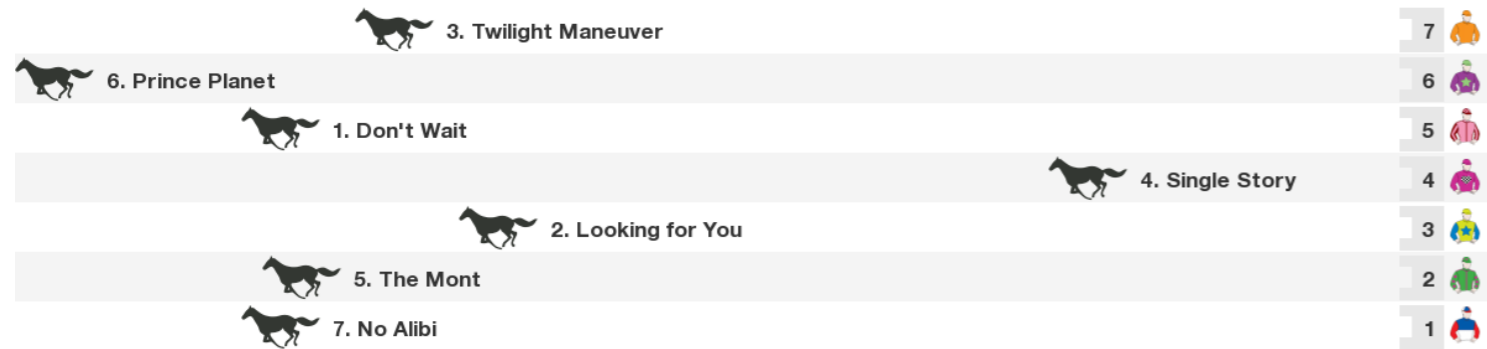 3. Twilight Maneuver 7
6. Prince Planet 6
1. Don't Wait 5
4. Single Story 4
2. Looking for You 3
5. The Mont 2
7. No Alibi 1